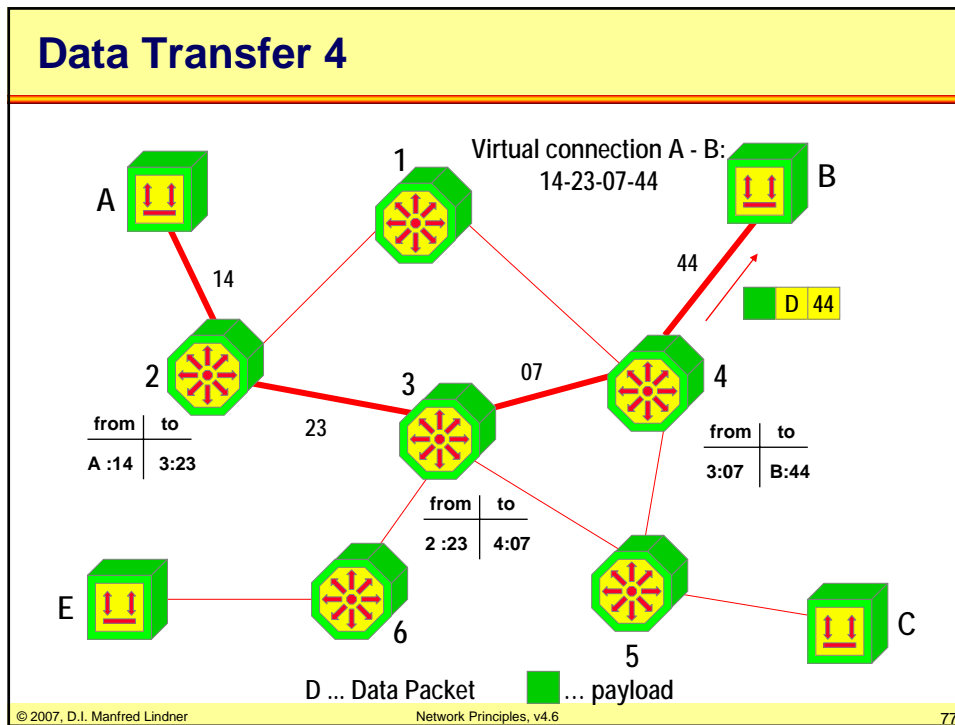 Data Transfer 4
Virtual connection A - B:
14-23-07-44
A
1
B
14
44
D 44
2
3
07
4
23
from to
A :14 3:23
from to
3:07 B:44
from to
2 :23 4:07
E
6
5
C
D ... Data Packet ... payload
© 2007, D.I. Manfred Lindner Network Principles, v4.6 77